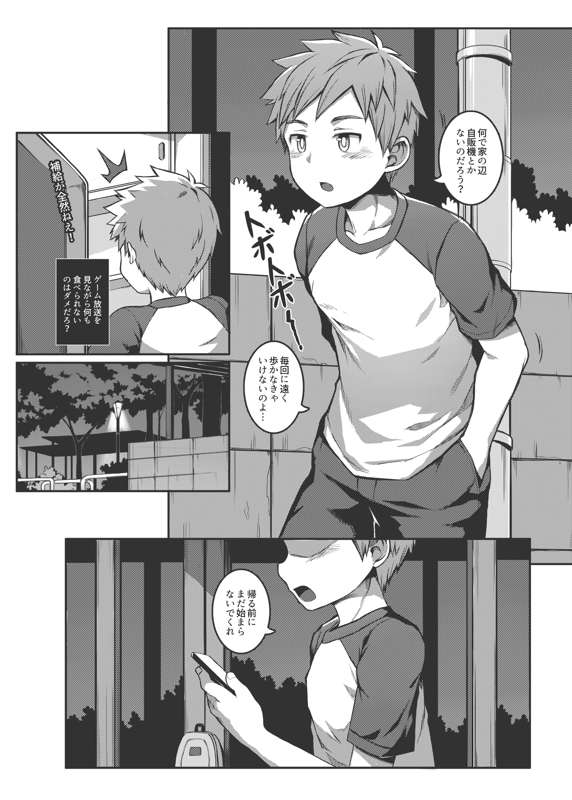 何で家の辺
自販機とか
ないのだろう?
トボトボー
毎回に遠く
歩かなきゃ
いけないのよ…
補給が全然ねぇ!
ゲーム放送を
見ながら何も
食べられない
のはダメだろ?
帰る前に
まだ始まら
ないでくれ